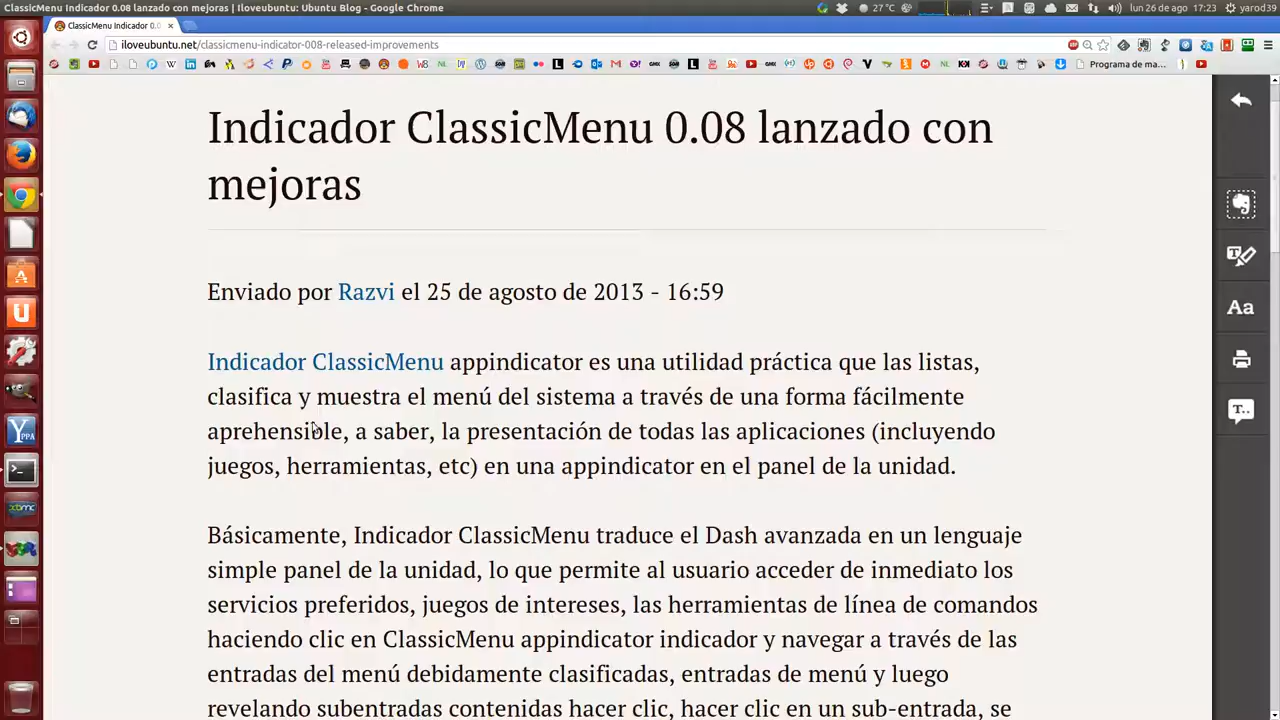 ClassicMenu Indicador 0.08 lanzado con mejoras | Iloveubuntu: Ubuntu Blog - Google Chrome
27 °C
lun 26 de ago
17:23
yarod39
ClassicMenu Indicador 0.0
iloveubuntu.net/classicmenu-indicator-008-released-improvements
Programa de ma...
Indicador ClassicMenu 0.08 lanzado con
mejoras
Enviado por Razvi el 25 de agosto de 2013 - 16:59
Indicador ClassicMenu appindicator es una utilidad práctica que las listas,
clasifica y muestra el menú del sistema a través de una forma fácilmente
aprehensible, a saber, la presentación de todas las aplicaciones (incluyendo
juegos, herramientas, etc) en una appindicator en el panel de la unidad.
Básicamente, Indicador ClassicMenu traduce el Dash avanzada en un lenguaje
simple panel de la unidad, lo que permite al usuario acceder de inmediato los
servicios preferidos, juegos de intereses, las herramientas de línea de comandos
haciendo clic en ClassicMenu appindicator indicador y navegar a través de las
entradas del menú debidamente clasificadas, entradas de menú y luego
revelando subentradas contenidas hacer clic, hacer clic en un sub-entrada, se
Aa
T..